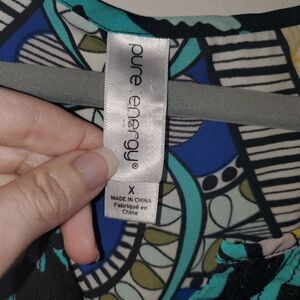 pure energy®
X
MADE IN CHINA
Fabriqué en
Chine